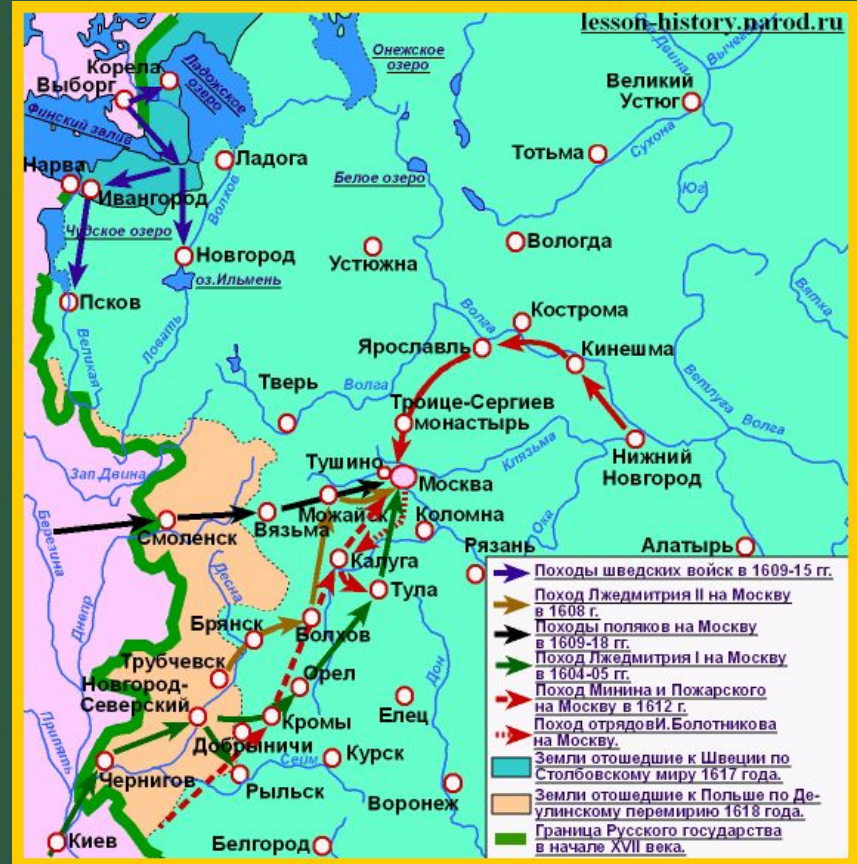 lesson-history.narod.ru
Онежское озеро
Корела
Выборг
Ладожское озеро
Финский залив
Великий Устюг
Вычегда
Сухона
Тотьма
Юг
Ладога
Нарва
Ивангород
Волхов
Белое озеро
Чудское озеро
Новгород
оз.Ильмень
Устюжна
Вологда
Псков
Великая
Ловать
Кострома
Волга
Вятка
Ярославль
Кинешма
Тверь
Волга
Ветлуга
Волга
Троице-Сергиев
монастырь
Клязьма
Нижний
Новгород
Зап.Двина
Тушино
Москва
Березина
Смоленск
Вязьма
Можайск
Коломна
Ока
Рязань
Алатырь
Калуга
Тула
Днепр
Десна
Брянск
Болхов
Дон
Трубчевск
Новгород-
Северский
Орел
Елец
Кромы
Добрыничи
Припять
Чернигов
Сейм
Курск
Рыльск
Воронеж
Киев
Белгород
Походы шведских войск в 1609-15 гг.
Поход Лжедмитрия II на Москву
в 1608 г.
Походы поляков на Москву
в 1609-18 гг.
Поход Лжедмитрия I на Москву
в 1604-05 гг.
Поход Минина и Пожарского
на Москву в 1612 г.
Поход отрядовИ.Болотникова
на Москву.
Земли отошедшие к Швеции по
Столбовскому миру 1617 года.
Земли отошедшие к Польше по Де-
улинскому перемирию 1618 года.
Граница Русского государства
в начале XVII века.